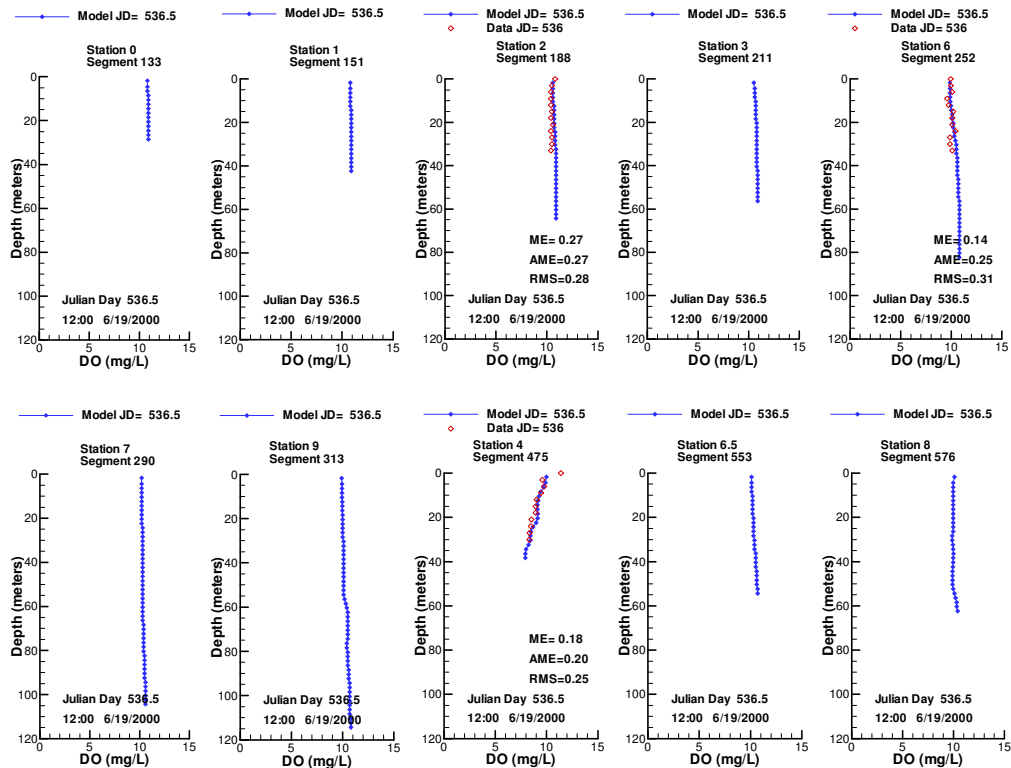 Model JD= 536.5
Station 0
Segment 133
0
20
40
60
80
100
120
Depth (meters)
Julian Day 536.5
12:00 6/19/2000
0 5 10 15
DO (mg/L)
Model JD= 536.5
Station 1
Segment 151
0
20
40
60
80
100
120
Depth (meters)
Julian Day 536.5
12:00 6/19/2000
0 5 10 15
DO (mg/L)
Model JD= 536.5
Data JD= 536
Station 2
Segment 188
0
20
40
60
80
100
120
Depth (meters)
ME= 0.27
AME=0.27
RMS=0.28
Julian Day 536.5
12:00 6/19/2000
0 5 10 15
DO (mg/L)
Model JD= 536.5
Station 3
Segment 211
0
20
40
60
80
100
120
Depth (meters)
Julian Day 536.5
12:00 6/19/2000
0 5 10 15
DO (mg/L)
Model JD= 536.5
Data JD= 536
Station 6
Segment 252
0
20
40
60
80
100
120
Depth (meters)
ME= 0.14
AME=0.25
RMS=0.31
Julian Day 536.5
12:00 6/19/2000
0 5 10 15
DO (mg/L)
Model JD= 536.5
Station 7
Segment 290
0
20
40
60
80
100
120
Depth (meters)
Julian Day 536.5
12:00 6/19/2000
0 5 10 15
DO (mg/L)
Model JD= 536.5
Station 9
Segment 313
0
20
40
60
80
100
120
Depth (meters)
Julian Day 536.5
12:00 6/19/2000
0 5 10 15
DO (mg/L)
Model JD= 536.5
Data JD= 536
Station 4
Segment 475
0
20
40
60
80
100
120
Depth (meters)
ME= 0.18
AME=0.20
RMS=0.25
Julian Day 536.5
12:00 6/19/2000
0 5 10 15
DO (mg/L)
Model JD= 536.5
Station 6.5
Segment 553
0
20
40
60
80
100
120
Depth (meters)
Julian Day 536.5
12:00 6/19/2000
0 5 10 15
DO (mg/L)
Model JD= 536.5
Station 8
Segment 576
0
20
40
60
80
100
120
Depth (meters)
Julian Day 536.5
12:00 6/19/2000
0 5 10 15
DO (mg/L)